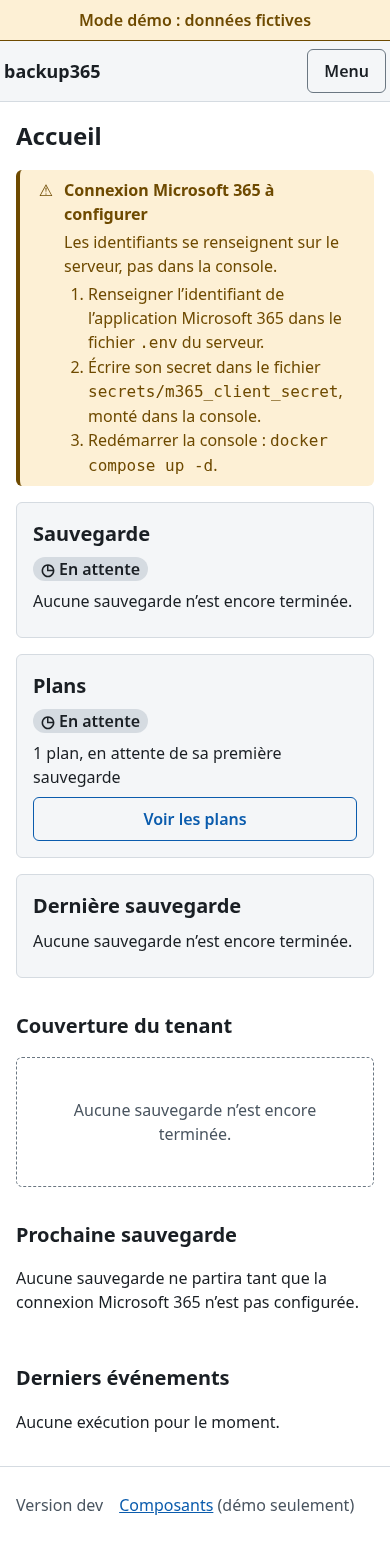 Mode démo : données fictives
backup365
Menu
Accueil
⚠ Connexion Microsoft 365 à
configurer
Les identifiants se renseignent sur le
serveur, pas dans la console.
1. Renseigner l’identifiant de
l’application Microsoft 365 dans le
fichier .env du serveur.
2. Écrire son secret dans le fichier
secrets/m365_client_secret,
monté dans la console.
3. Redémarrer la console : docker
compose up -d.
Sauvegarde
◷ En attente
Aucune sauvegarde n’est encore terminée.
Plans
◷ En attente
1 plan, en attente de sa première
sauvegarde
Voir les plans
Dernière sauvegarde
Aucune sauvegarde n’est encore terminée.
Couverture du tenant
Aucune sauvegarde n’est encore
terminée.
Prochaine sauvegarde
Aucune sauvegarde ne partira tant que la
connexion Microsoft 365 n’est pas configurée.
Derniers événements
Aucune exécution pour le moment.
Version dev Composants (démo seulement)